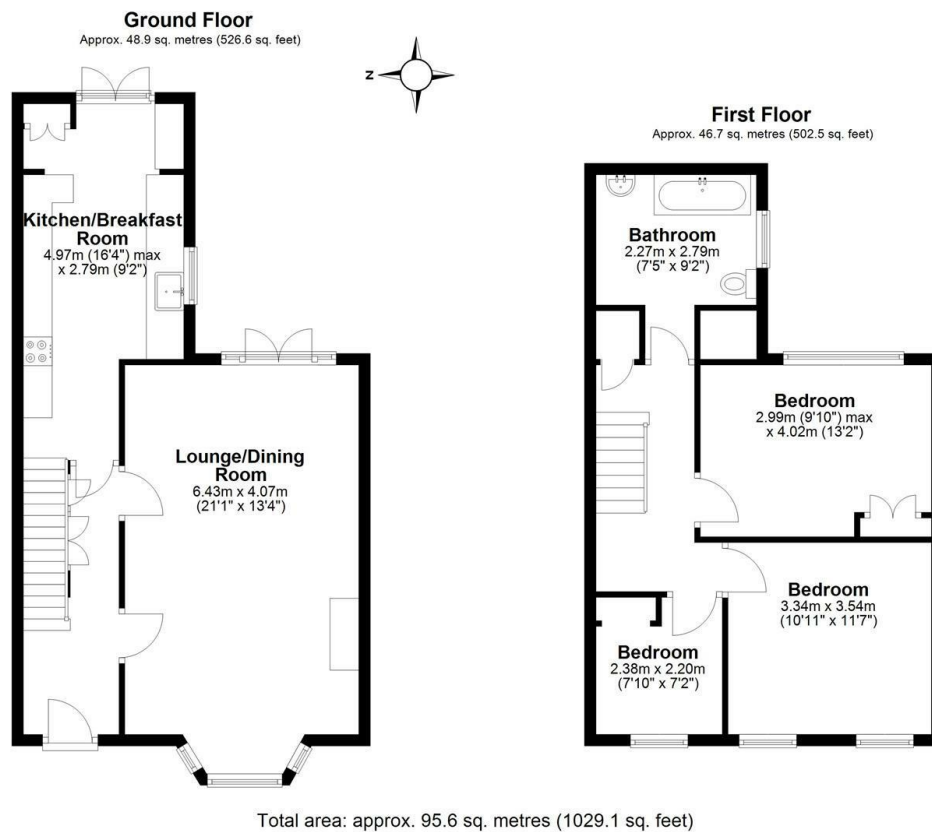 Ground Floor
Approx. 48.9 sq. metres (526.6 sq. feet)
Kitchen/Breakfast
Room
4.97m (16'4") max
x 2.79m (9'2")
Lounge/Dining
Room
6.43m x 4.07m
(21'1" x 13'4")
N
First Floor
Approx. 46.7 sq. metres (502.5 sq. feet)
Bathroom
2.27m x 2.79m
(7'5" x 9'2")
Bedroom
2.99m (9'10") max
x 4.02m (13'2")
Bedroom
3.34m x 3.54m
(10'11" x 11'7")
Bedroom
2.38m x 2.20m
(7'10" x 7'2")
Total area: approx. 95.6 sq. metres (1029.1 sq. feet)